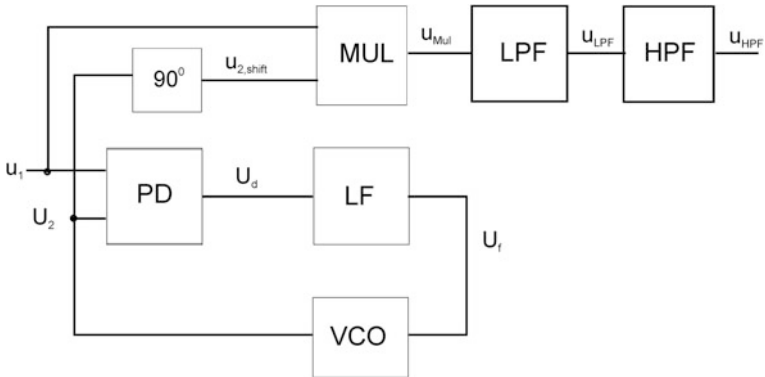 MUL
u_Mul
LPF
u_LPF
HPF
u_HPF
90⁰
u_2,shift
u_1
PD
U_d
LF
U_2
U_f
VCO